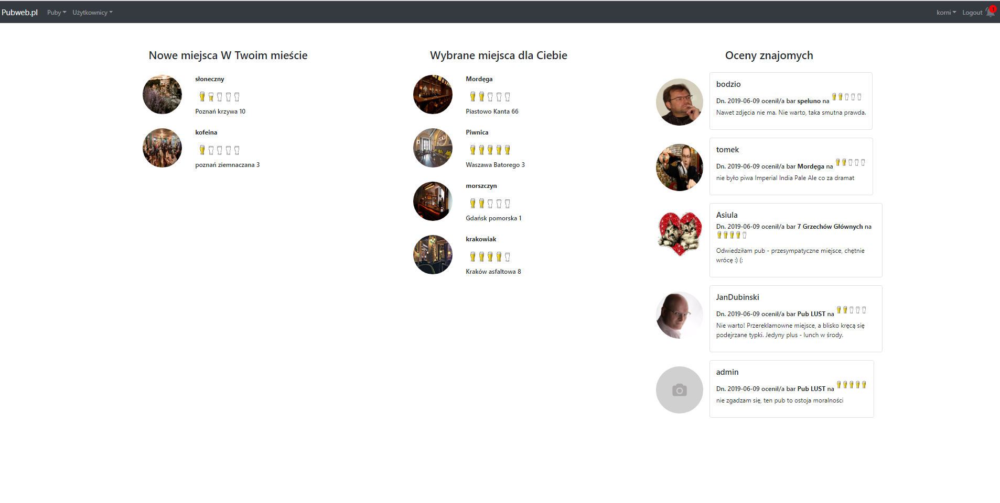 Pubweb.pl Puby Użytkownicy korni Logout 1
Nowe miejsca W Twoim mieście
słoneczny
Poznań krzywa 10
kofeina
poznań ziemnaczana 3
Wybrane miejsca dla Ciebie
Mordęga
Piastowo Kanta 66
Piwnica
Waszawa Batorego 3
morszczyn
Gdańsk pomorska 1
krakowiak
Kraków asfaltowa 8
Oceny znajomych
bodzio
Dn. 2019-06-09 ocenił/a bar speluno na
Nawet zdjęcia nie ma. Nie warto, taka smutna prawda.
tomek
Dn. 2019-06-09 ocenił/a bar Mordęga na
nie było piwa Imperial India Pale Ale co za dramat
Asiula
Dn. 2019-06-09 ocenił/a bar 7 Grzechów Głównych na
Odwiedziłam pub - przesympatyczne miejsce, chętnie
wrócę :) (:
JanDubinski
Dn. 2019-06-09 ocenił/a bar Pub LUST na
Nie warto! Przereklamowne miejsce, a blisko kręcą się
podejrzane typki. Jedyny plus - lunch w środy.
admin
Dn. 2019-06-09 ocenił/a bar Pub LUST na
nie zgadzam się, ten pub to ostoja moralności